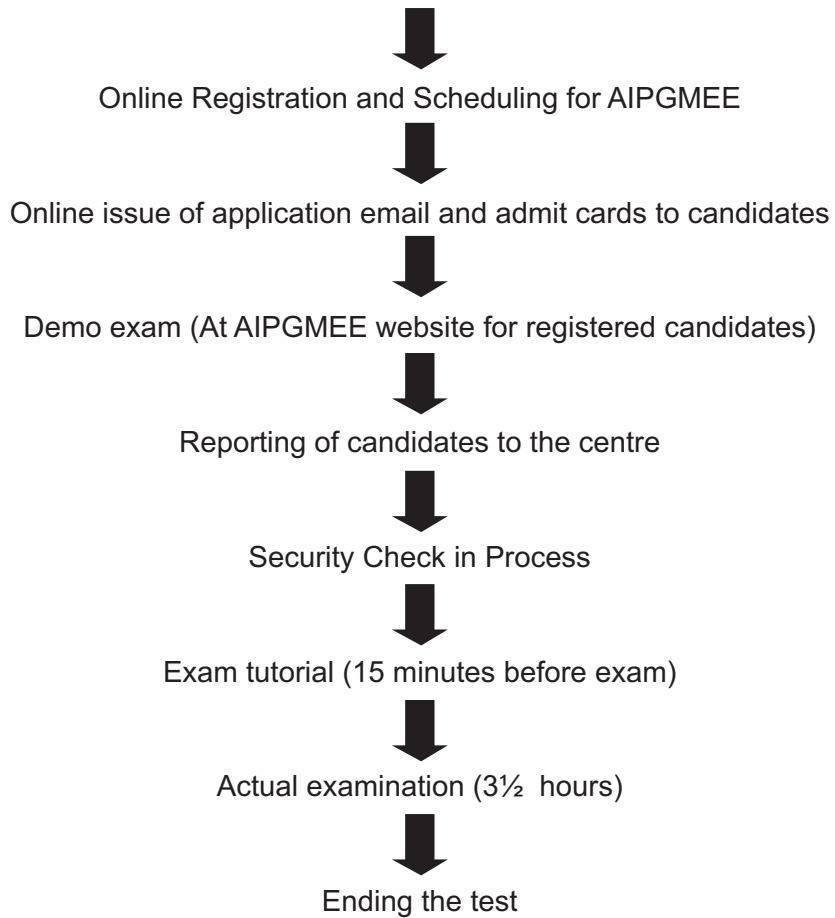 Online Registration and Scheduling for AIPGMEE
Online issue of application email and admit cards to candidates
Demo exam (At AIPGMEE website for registered candidates)
Reporting of candidates to the centre
Security Check in Process
Exam tutorial (15 minutes before exam)
Actual examination (3½ hours)
Ending the test